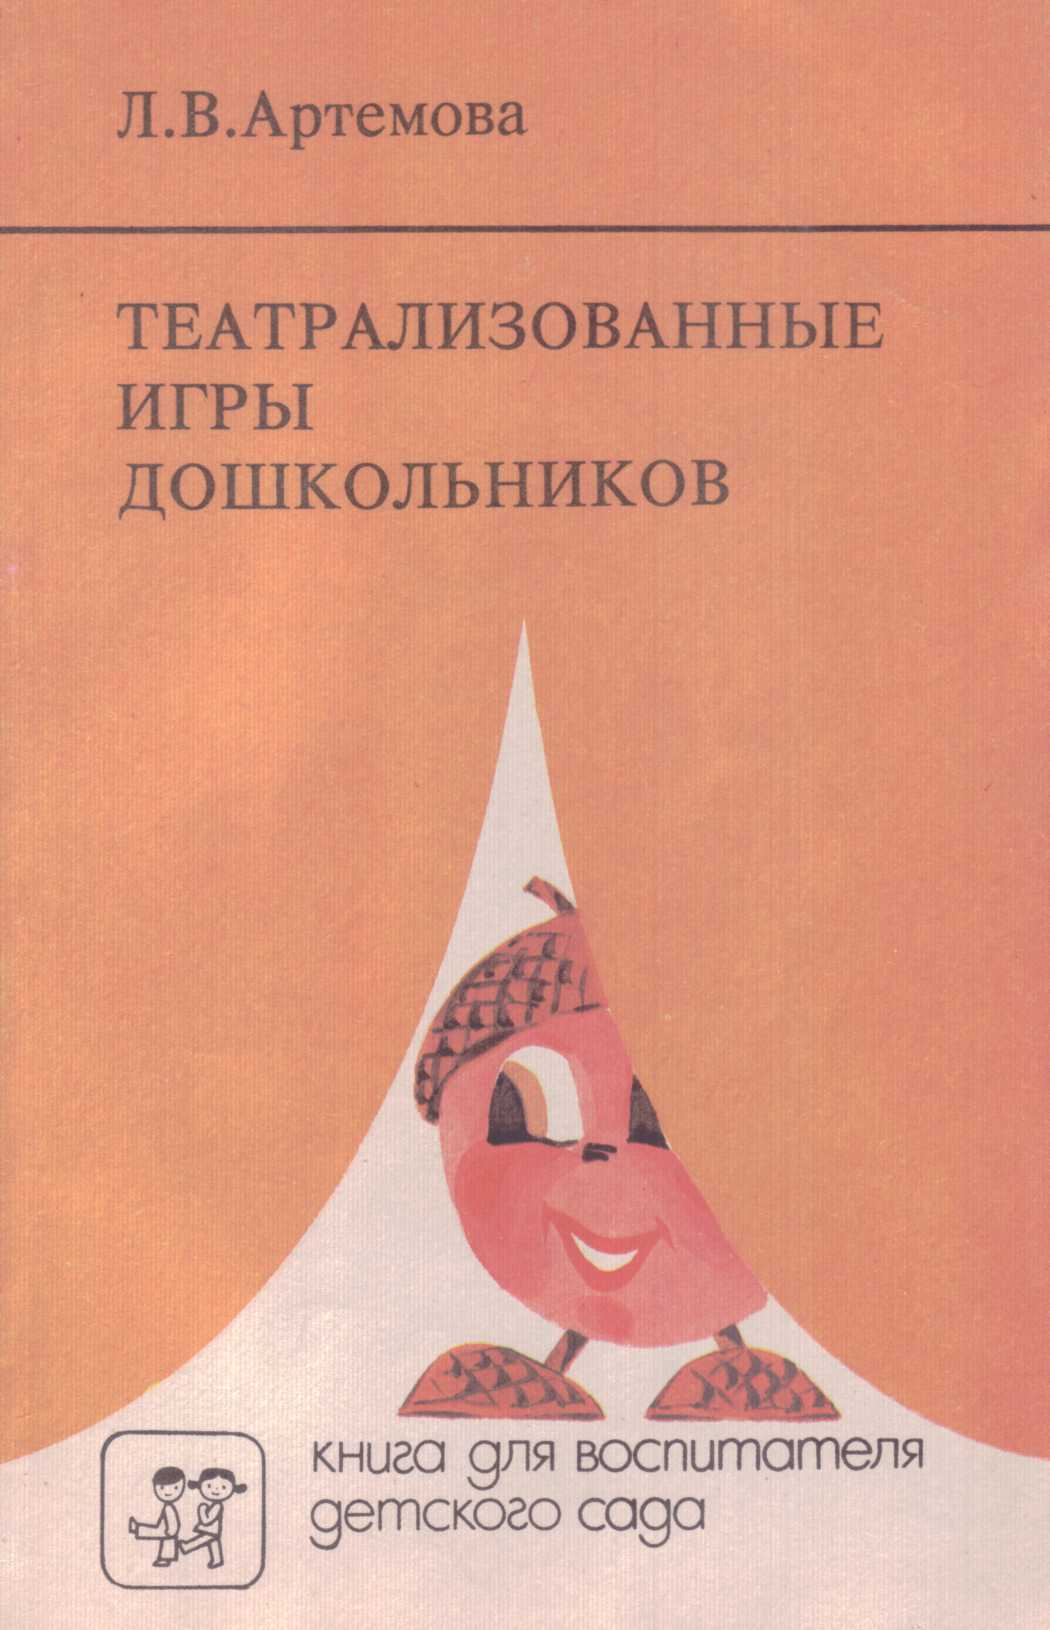 Л.В.Артемова
ТЕАТРАЛИЗОВАННЫЕ
ИГРЫ
ДОШКОЛЬНИКОВ
книга для воспитателя
детского сада